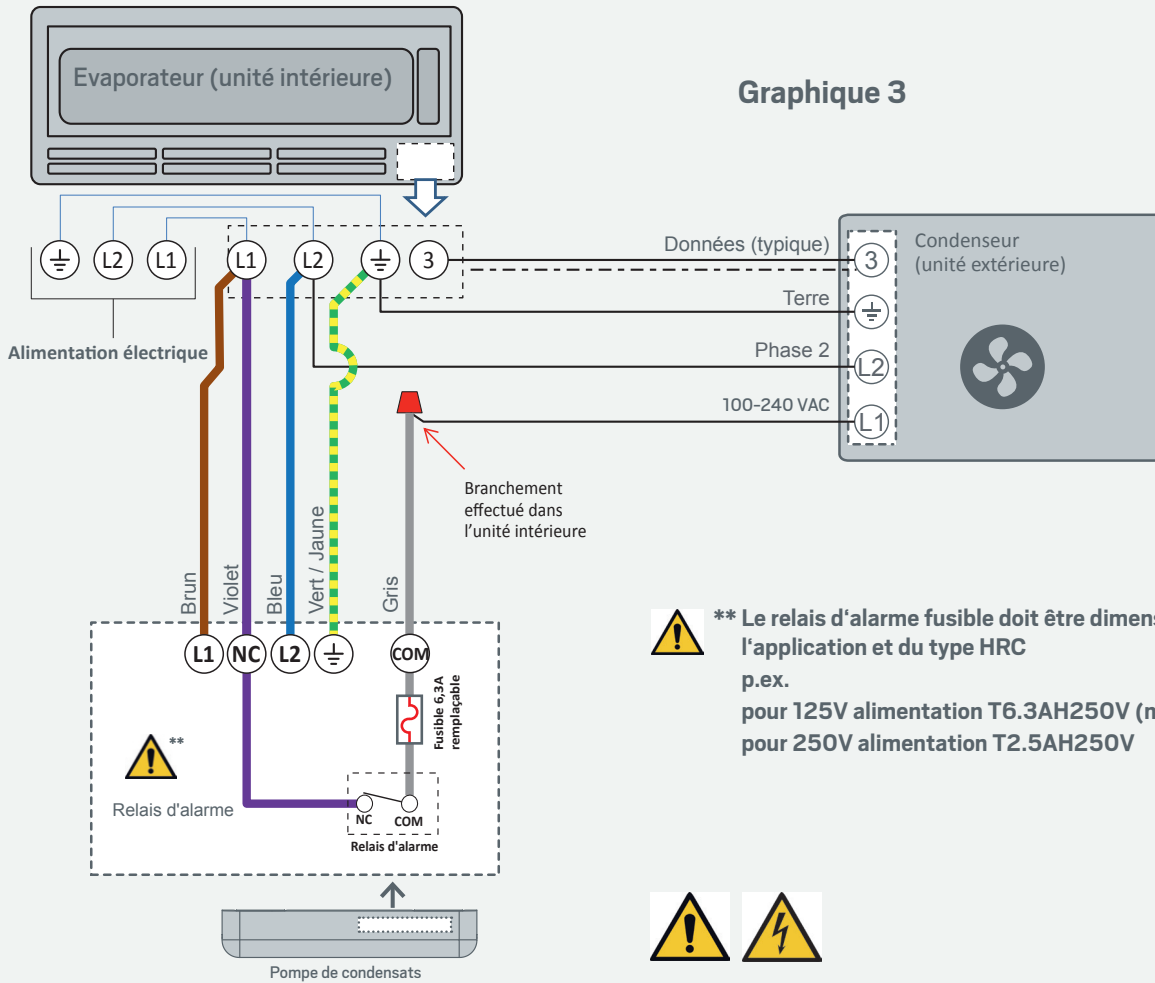 Evaporateur (unité intérieure)
Graphique 3
L2
L1
L1
L2
3
Alimentation électrique
Données (typique)
Terre
Phase 2
100-240 VAC
3
L2
L1
Condenseur
(unité extérieure)
Branchement
effectué dans
l'unité intérieure
Brun
Violet
Bleu
Vert / Jaune
Gris
L1
NC
L2
COM
Fusible 6,3A
remplaçable
**
Relais d'alarme
NC
COM
Relais d'alarme
Pompe de condensats
** Le relais d'alarme fusible doit être
l'application et du type HRC
p.ex.
pour 125V alimentation T6.3AH250V
pour 250V alimentation T2.5AH250V